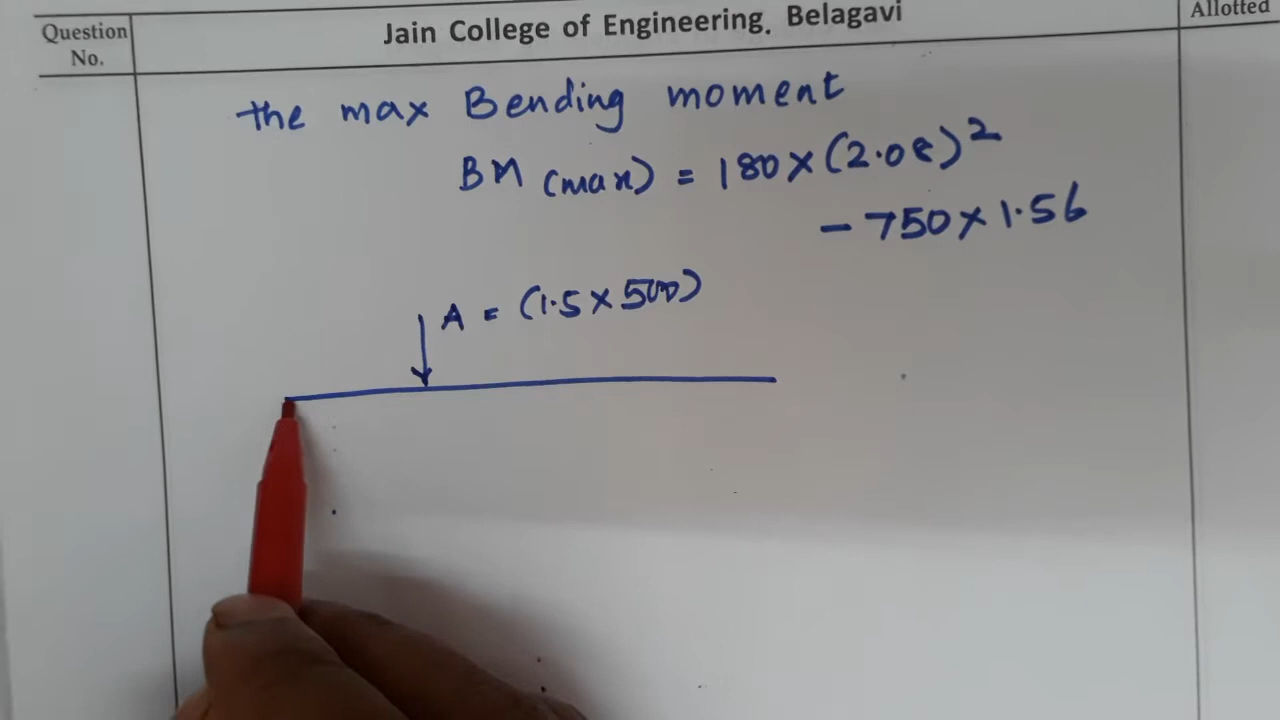 Question
No.
Jain College of Engineering, Belagavi
Allotted
the max Bending moment
BM (max) = 180 × (2.08)²
- 750 × 1.56
A = (1.5 × 500)